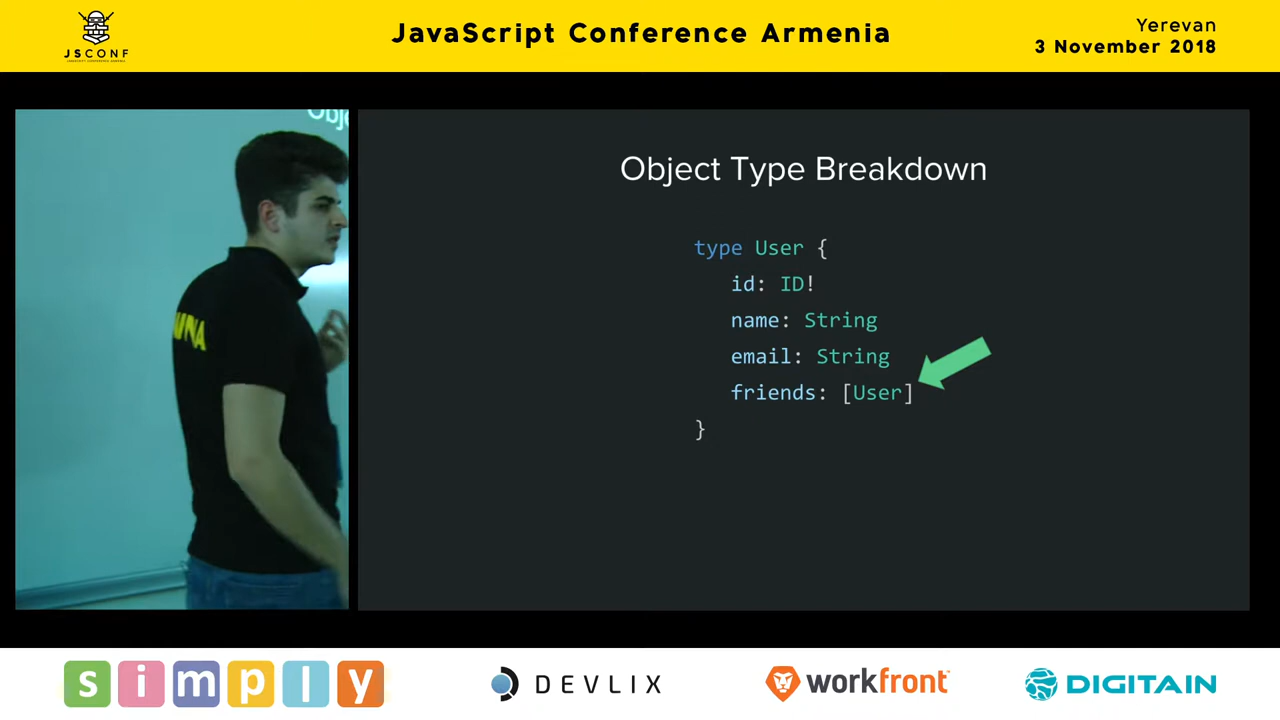 JSCONF
JavaScript Conference Armenia
Yerevan
3 November 2018
Obje
Object Type Breakdown
type User {
id: ID!
name: String
email: String
friends: [User]
}
simply
DEVLIX
workfront
DIGITAIN